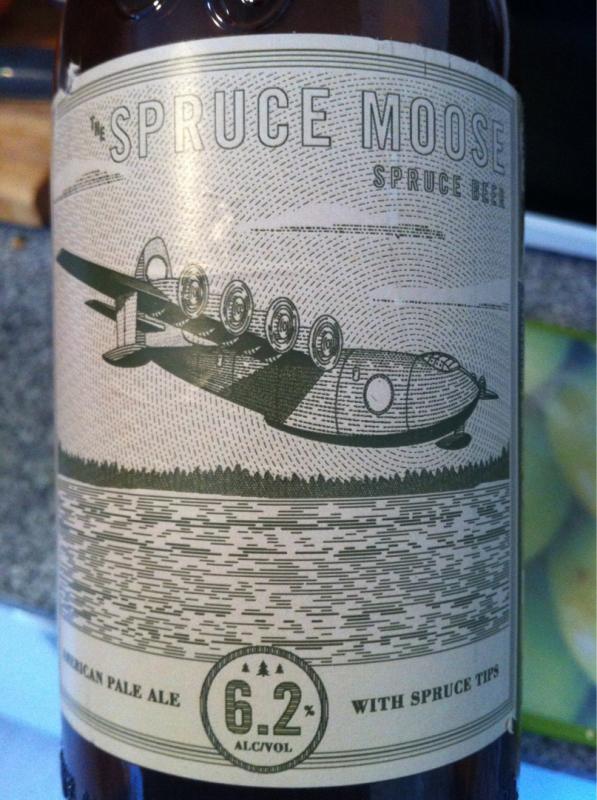 THE SPRUCE MOOSE
SPRUCE BEER
AMERICAN PALE ALE
6.2%
ALC/VOL
WITH SPRUCE TIPS